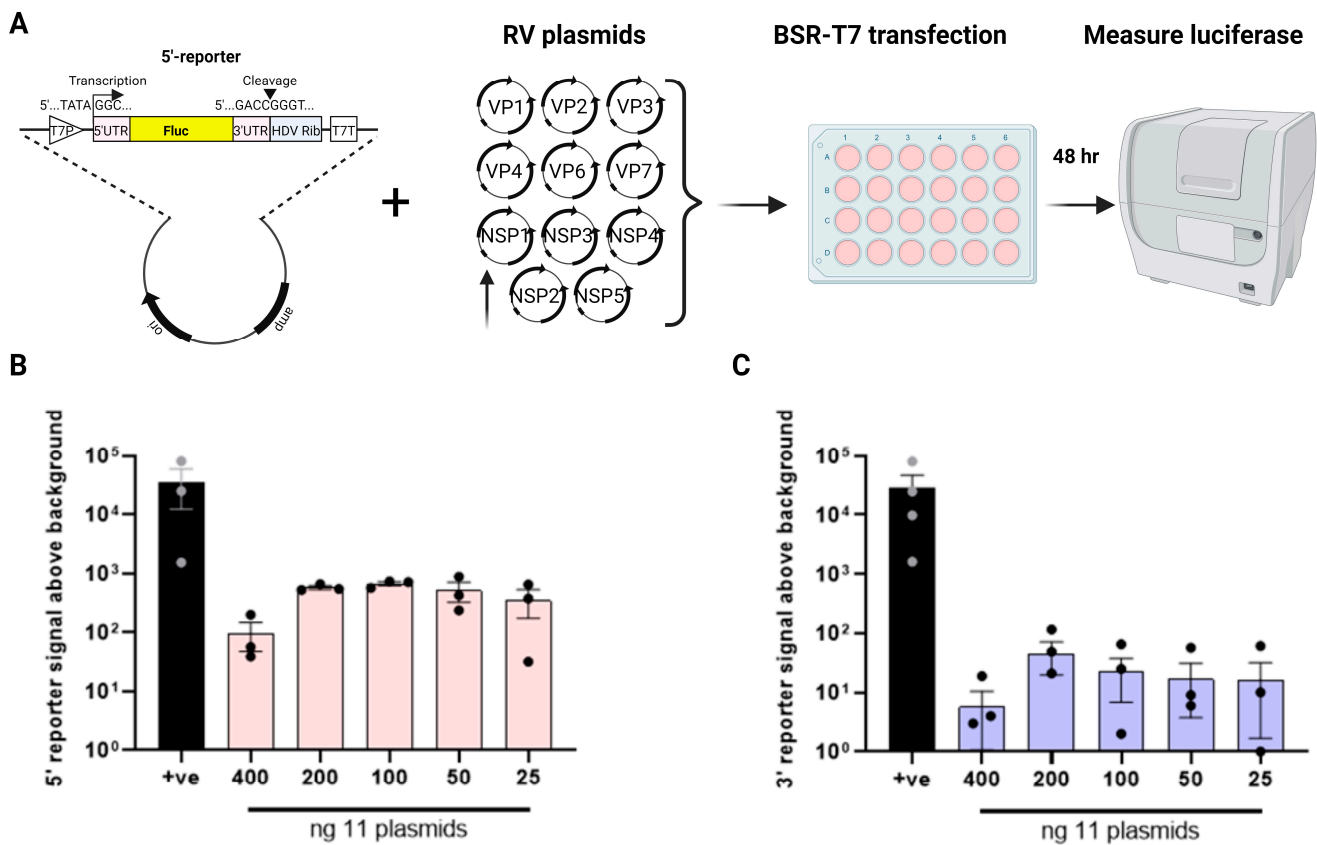 A
5'-reporter
Transcription
Cleavage
5'...TATA GGC...
5'...GACCGGGT...
T7P
5'UTR
Fluc
3'UTR
HDV Rib
T7T
ori
amp
+
RV plasmids
VP1
VP2
VP3
VP4
VP6
VP7
NSP1
NSP3
NSP4
NSP2
NSP5
BSR-T7 transfection
1 2 3 4 5 6
A
B
C
D
48 hr
Measure luciferase
B
5' reporter signal above background
10⁵
10⁴
10³
10²
10¹
10⁰
+ve 400 200 100 50 25
ng 11 plasmids
C
3' reporter signal above background
10⁵
10⁴
10³
10²
10¹
10⁰
+ve 400 200 100 50 25
ng 11 plasmids